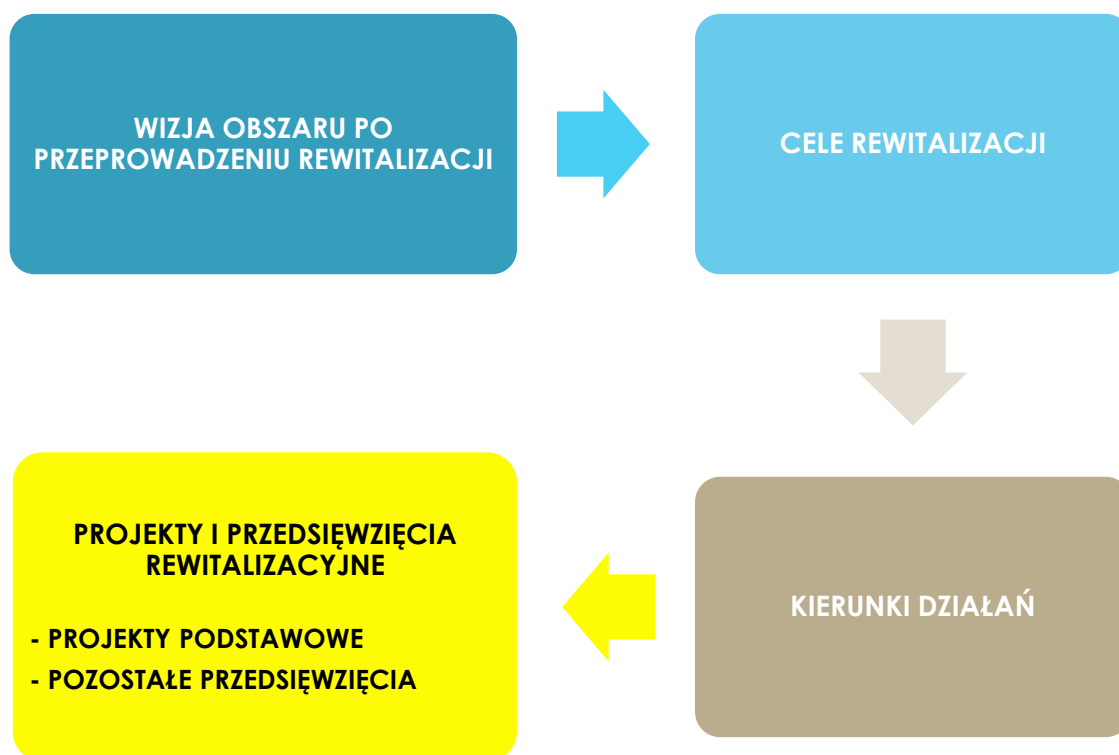 WIZJA OBSZARU PO
PRZEPROWADZENIU REWITALIZACJI
CELE REWITALIZACJI
KIERUNKI DZIAŁAŃ
PROJEKTY I PRZEDSIĘWZIĘCIA
REWITALIZACYJNE
- PROJEKTY PODSTAWOWE
- POZOSTAŁE PRZEDSIĘWZIĘCIA